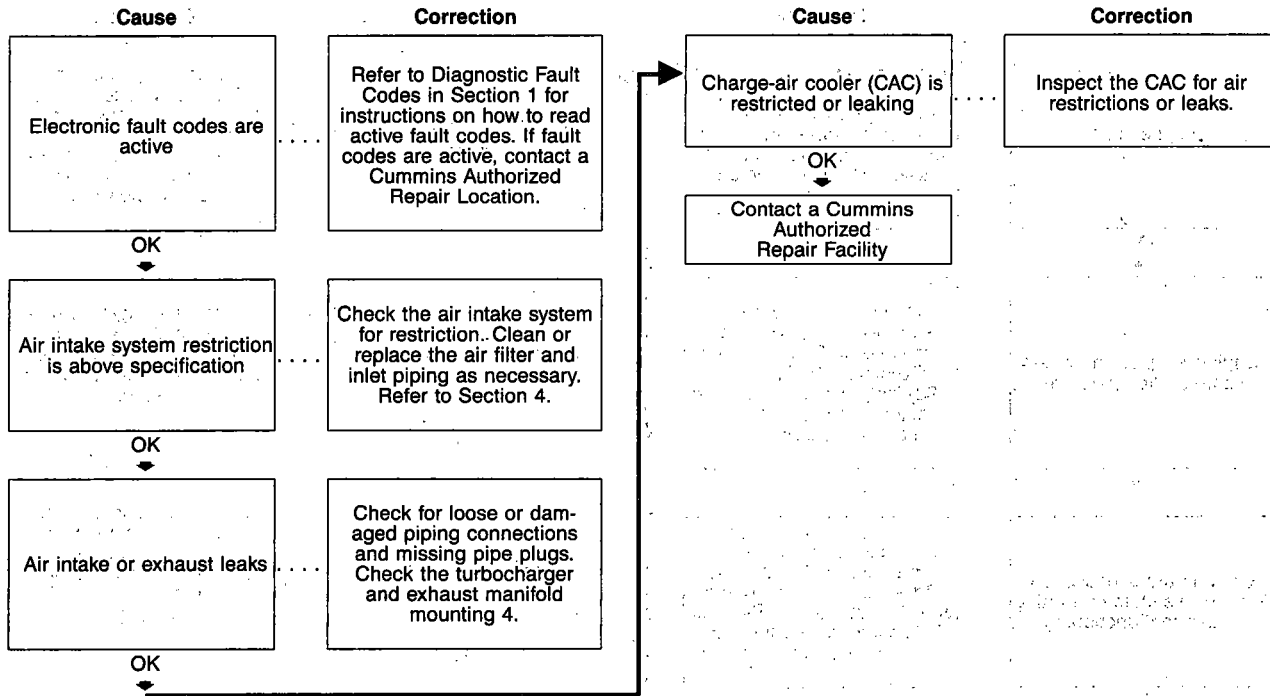 Cause
Correction
Electronic fault codes are
active
Refer to Diagnostic Fault
Codes in Section 1 for
instructions on how to read
active fault codes. If fault
codes are active, contact a
Cummins Authorized
Repair Location.
OK
Air intake system restriction
is above specification
Check the air intake system
for restriction. Clean or
replace the air filter and
inlet piping as necessary.
Refer to Section 4.
OK
Air intake or exhaust leaks
Check for loose or dam-
aged piping connections
and missing pipe plugs.
Check the turbocharger
and exhaust manifold
mounting 4.
OK
Cause
Correction
Charge-air cooler (CAC) is
restricted or leaking
Inspect the CAC for air
restrictions or leaks.
OK
Contact a Cummins
Authorized
Repair Facility